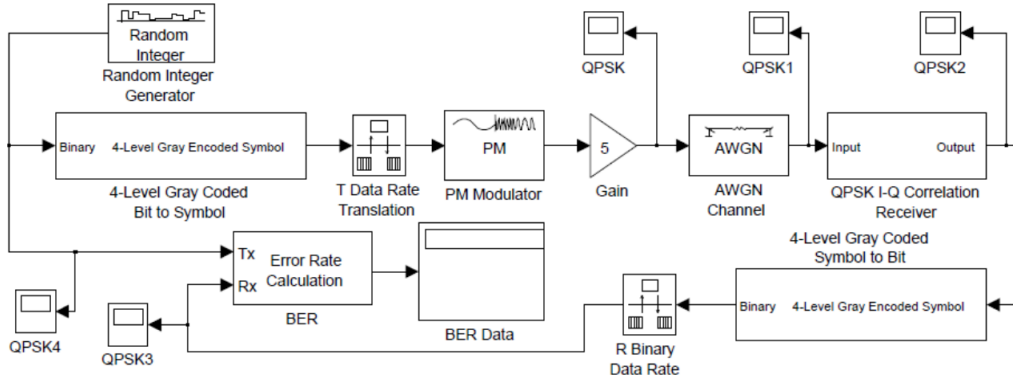 Random
Integer
Random Integer
Generator
QPSK
QPSK1
QPSK2
Binary
4-Level Gray Encoded Symbol
4-Level Gray Coded
Bit to Symbol
T Data Rate
Translation
PM
PM Modulator
5
Gain
AWGN
AWGN
Channel
Input
Output
QPSK I-Q Correlation
Receiver
4-Level Gray Coded
Symbol to Bit
Tx
Rx
Error Rate
Calculation
BER
BER Data
QPSK4
QPSK3
R Binary
Data Rate
Binary
4-Level Gray Encoded Symbol